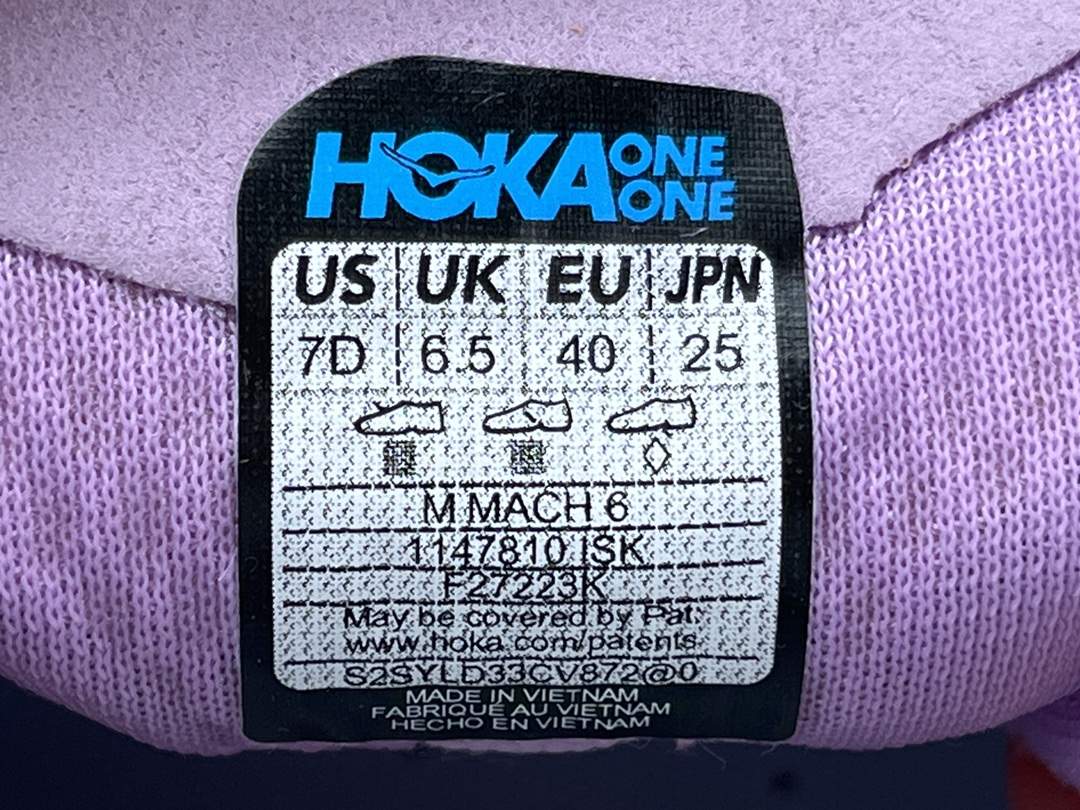 HOKA ONE ONE
US UK EU JPN
7D 6.5 40 25
M MACH 6
1147810 ISK
F27223K
May be covered by Pat:
www.hoka.com/patents
S2SYLD33CV872@0
MADE IN VIETNAM
FABRIQUÉ AU VIETNAM
HECHO EN VIETNAM